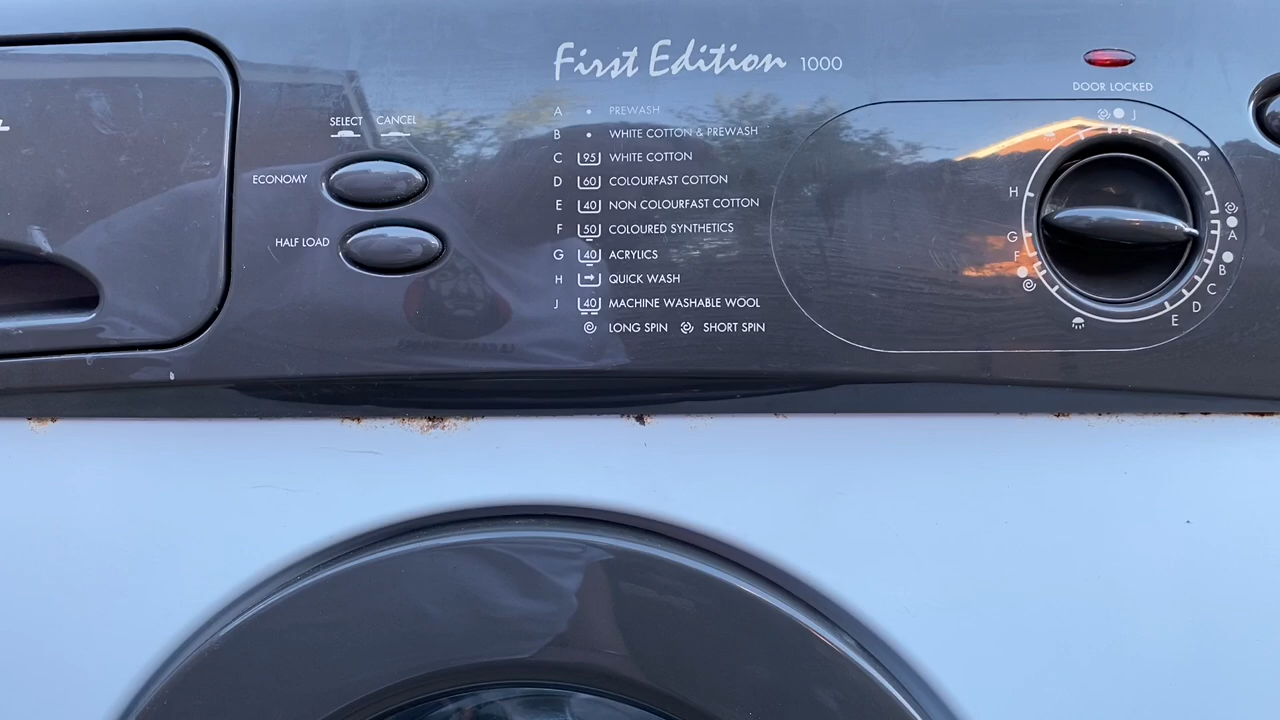 First Edition 1000
DOOR LOCKED
SELECT CANCEL
ECONOMY
HALF LOAD
A • PREWASH
B • WHITE COTTON & PREWASH
C 95 WHITE COTTON
D 60 COLOURFAST COTTON
E 40 NON COLOURFAST COTTON
F 50 COLOURED SYNTHETICS
G 40 ACRYLICS
H QUICK WASH
J 40 MACHINE WASHABLE WOOL
LONG SPIN SHORT SPIN
J
H
G
F
A
B
C
D
E